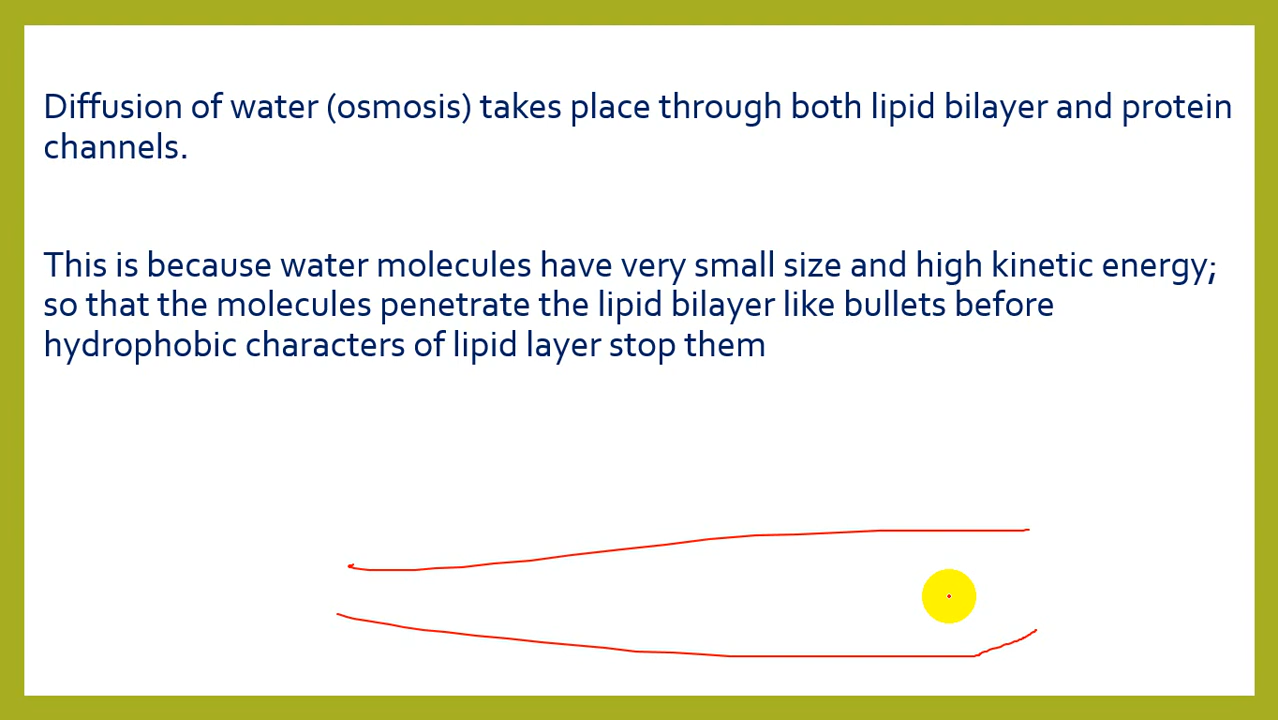 Diffusion of water (osmosis) takes place through both lipid bilayer and protein
channels.
This is because water molecules have very small size and high kinetic energy;
so that the molecules penetrate the lipid bilayer like bullets before
hydrophobic characters of lipid layer stop them